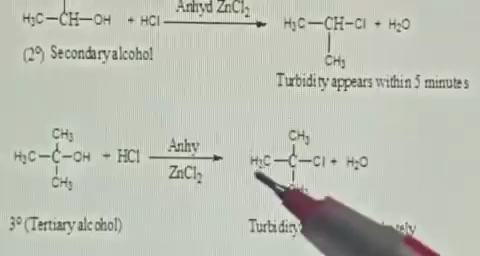 H₃C—CH—OH + HCl Anhyd ZnCl₂ H₃C—CH—Cl + H₂O
CH₃
(2°) Secondary alcohol
Turbidity appears within 5 minutes
CH₃ CH₃
H₃C—C—OH + HCl Anhy ZnCl₂ H₃C—C—Cl + H₂O
CH₃
3° (Tertiary alcohol)